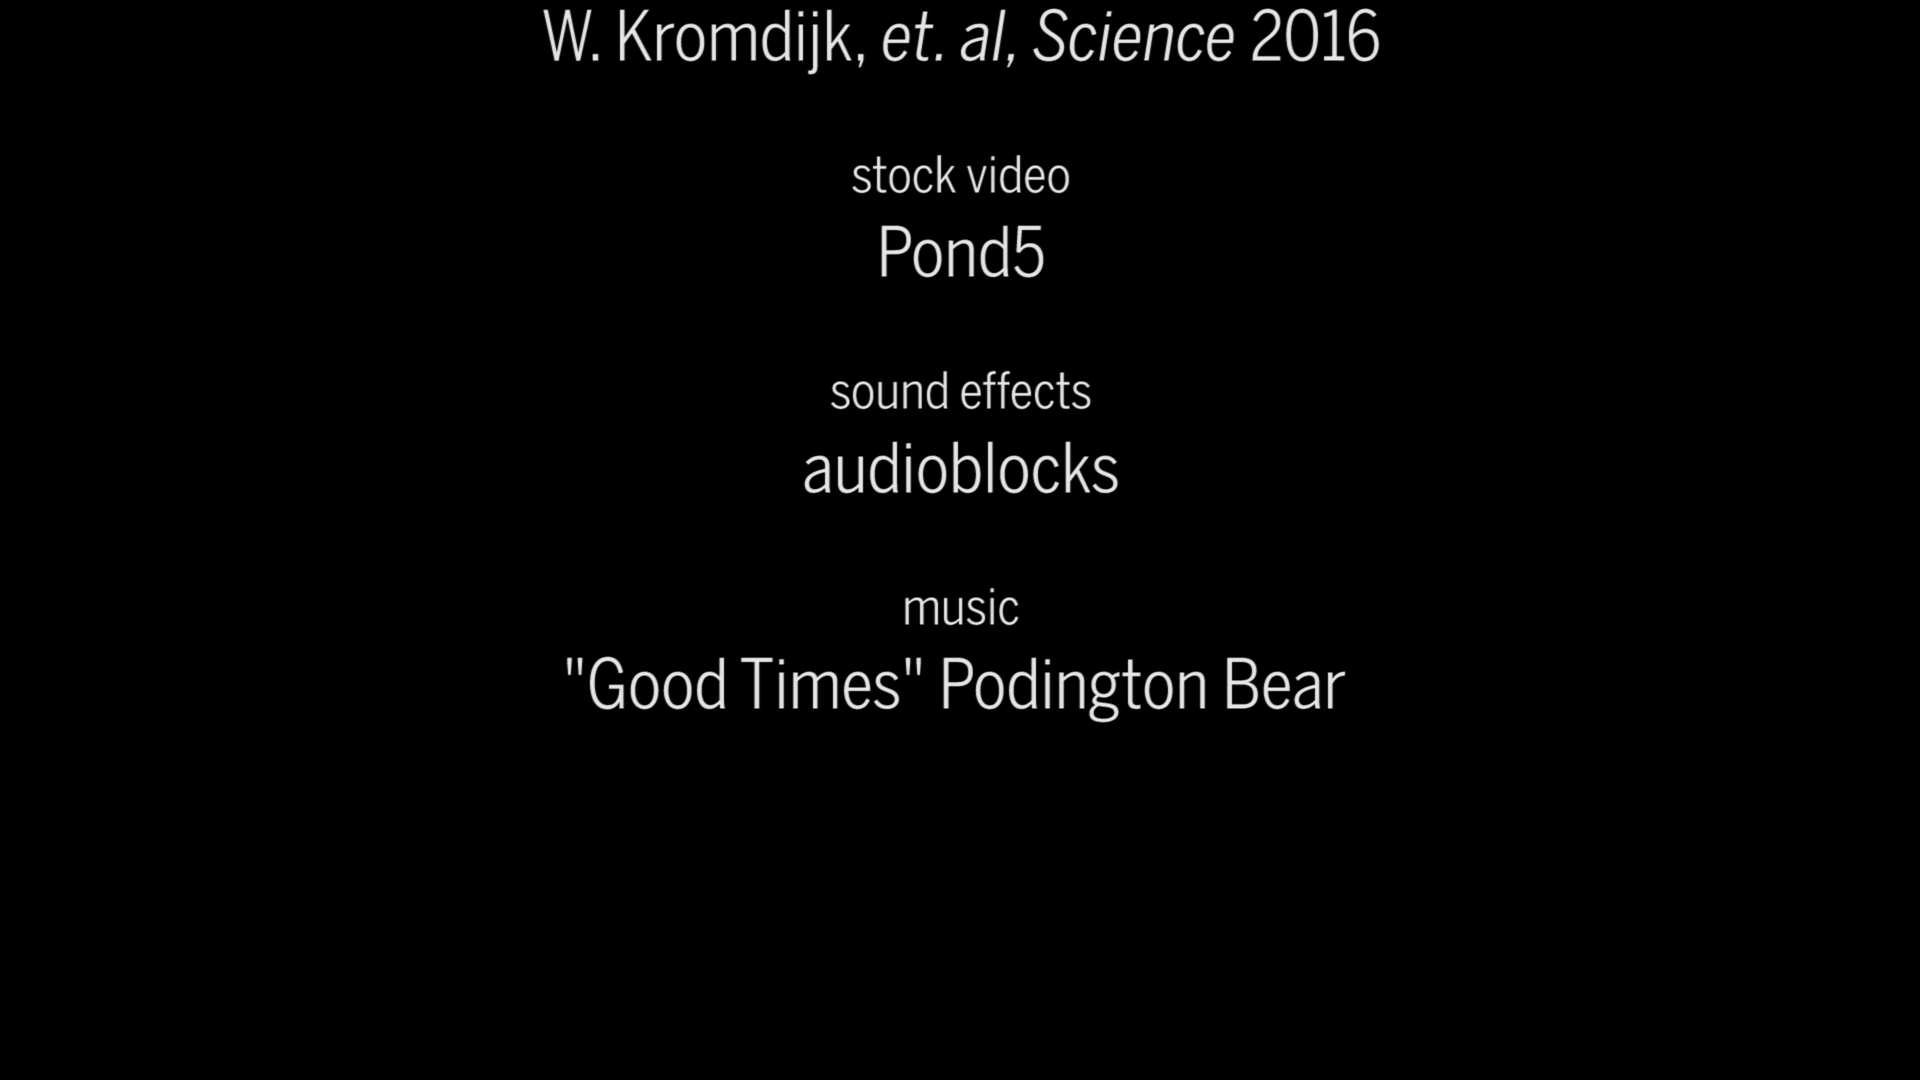 W. Kromdijk, et. al, Science 2016
stock video
Pond5
sound effects
audioblocks
music
"Good Times" Podington Bear